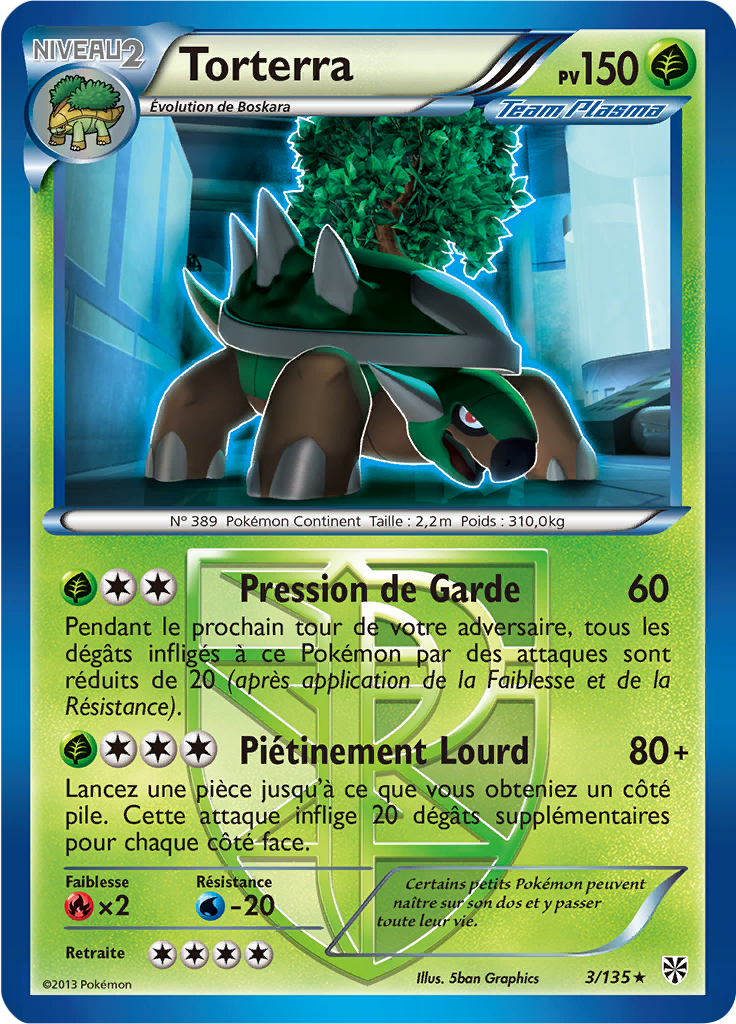 NIVEAU2
Torterra
PV150
Évolution de Boskara
Team Plasma
N° 389 Pokémon Continent Taille : 2,2m Poids : 310,0kg
Pression de Garde 60
Pendant le prochain tour de votre adversaire, tous les
dégâts infligés à ce Pokémon par des attaques sont
réduits de 20 (après application de la Faiblesse et de la
Résistance).
Piétinement Lourd 80+
Lancez une pièce jusqu'à ce que vous obteniez un côté
pile. Cette attaque inflige 20 dégâts supplémentaires
pour chaque côté face.
Faiblesse Résistance
×2 -20
Certains petits Pokémon peuvent
naître sur son dos et y passer
toute leur vie.
Retraite
©2013 Pokémon
Illus. 5ban Graphics
3/135★